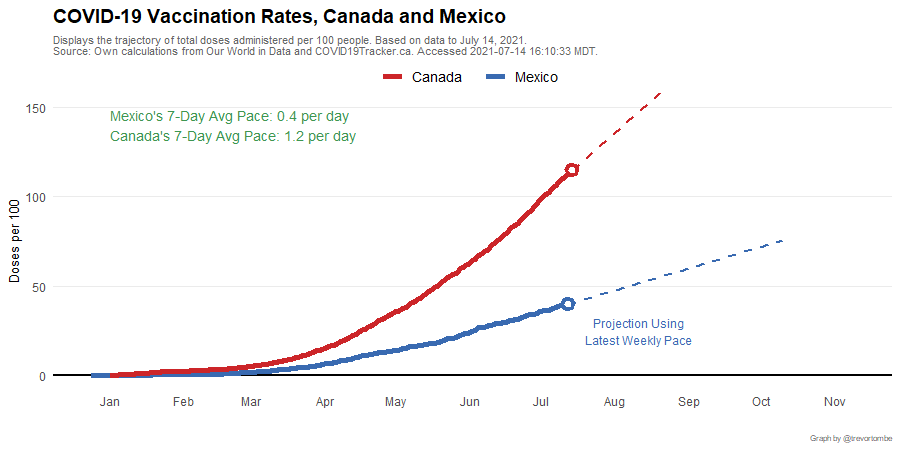 COVID-19 Vaccination Rates, Canada and Mexico
Displays the trajectory of total doses administered per 100 people. Based on data to July 14, 2021.
Source: Own calculations from Our World in Data and COVID19Tracker.ca. Accessed 2021-07-14 16:10:33 MDT.
Canada Mexico
Mexico's 7-Day Avg Pace: 0.4 per day
Canada's 7-Day Avg Pace: 1.2 per day
Doses per 100
150
100
50
0
Projection Using
Latest Weekly Pace
Jan Feb Mar Apr May Jun Jul Aug Sep Oct Nov
Graph by @trevortombe